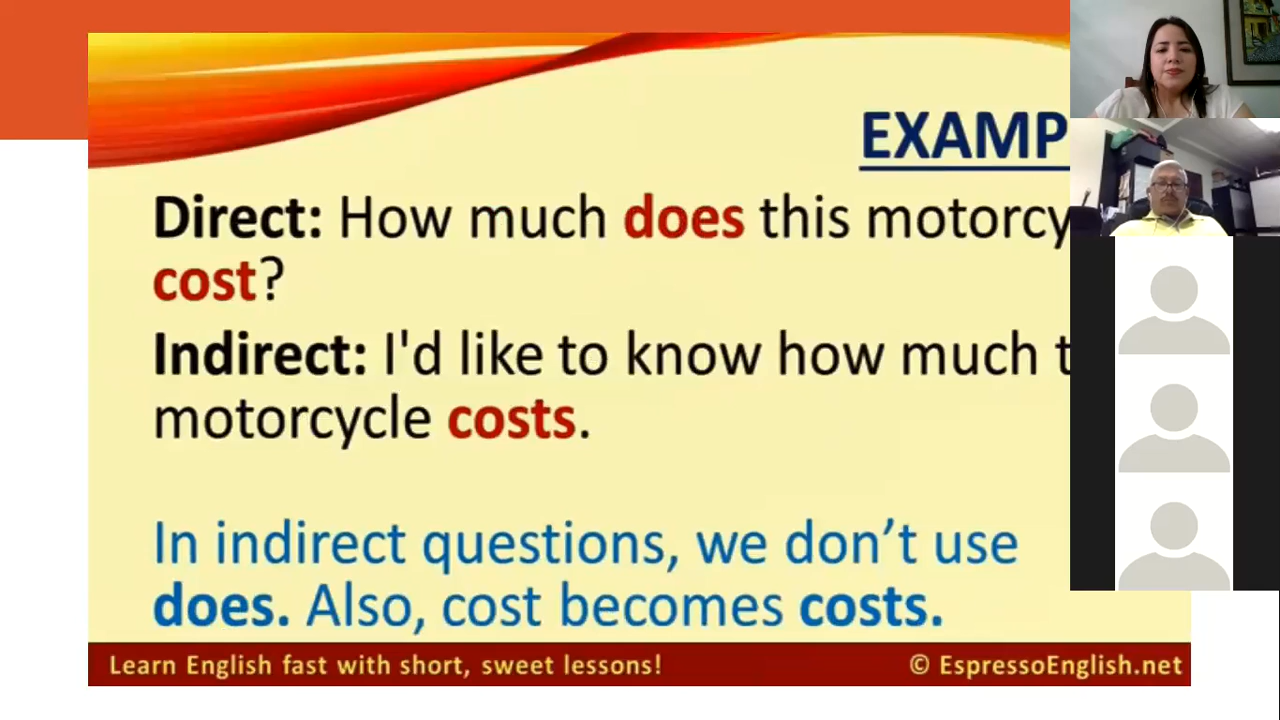 EXAMP
Direct: How much does this motorcy
cost?
Indirect: I'd like to know how much t
motorcycle costs.
In indirect questions, we don’t use
does. Also, cost becomes costs.
Learn English fast with short, sweet lessons!
© EspressoEnglish.net